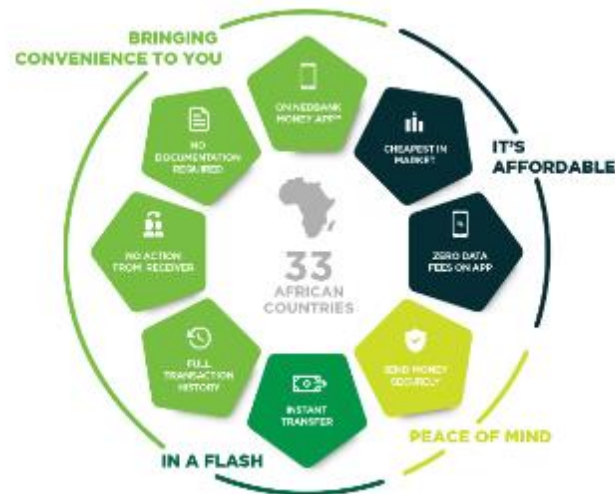 BRINGING
CONVENIENCE TO YOU
ON NEDBANK
MONEY APP™
CHEAPEST IN
MARKET
IT'S
AFFORDABLE
ZERO DATA
FEES ON APP
SEND MONEY
SECURELY
PEACE OF MIND
INSTANT
TRANSFER
IN A FLASH
FULL
TRANSACTION
HISTORY
NO ACTION
FROM RECEIVER
NO
DOCUMENTATION
REQUIRED
33
AFRICAN
COUNTRIES